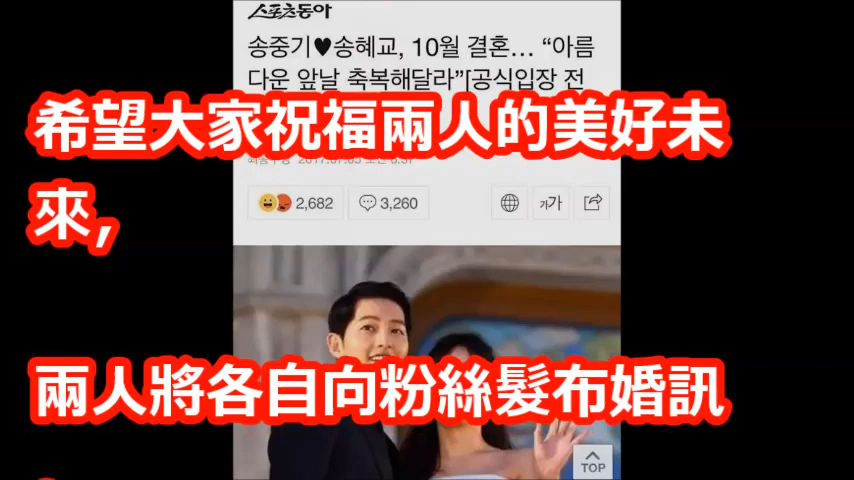 스포츠동아
송중기♥송혜교, 10월 결혼… “아름
다운 앞날 축복해달라”[공식입장 전
希望大家祝福兩人的美好未
來,
2,682 3,260 가가
兩人將各自向粉絲髮布婚訊
TOP